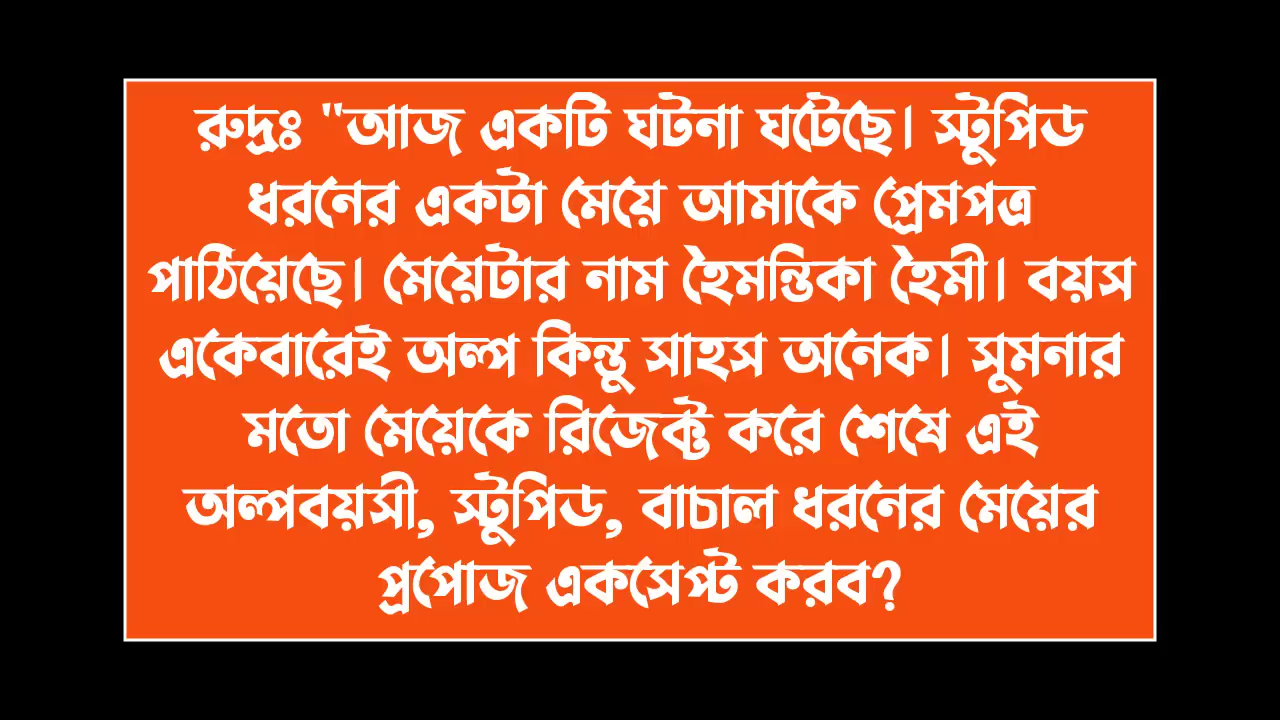 রুদ্রঃ "আজ একটি ঘটনা ঘটেছে। স্টুপিড
ধরনের একটা মেয়ে আমাকে প্রেমপত্র
পাঠিয়েছে। মেয়েটার নাম হৈমন্তিকা হৈমী। বয়স
একেবারেই অল্প কিন্তু সাহস অনেক। সুমনার
মতো মেয়েকে রিজেক্ট করে শেষে এই
অল্পবয়সী, স্টুপিড, বাচাল ধরনের মেয়ের
প্রপোজ একসেপ্ট করব?